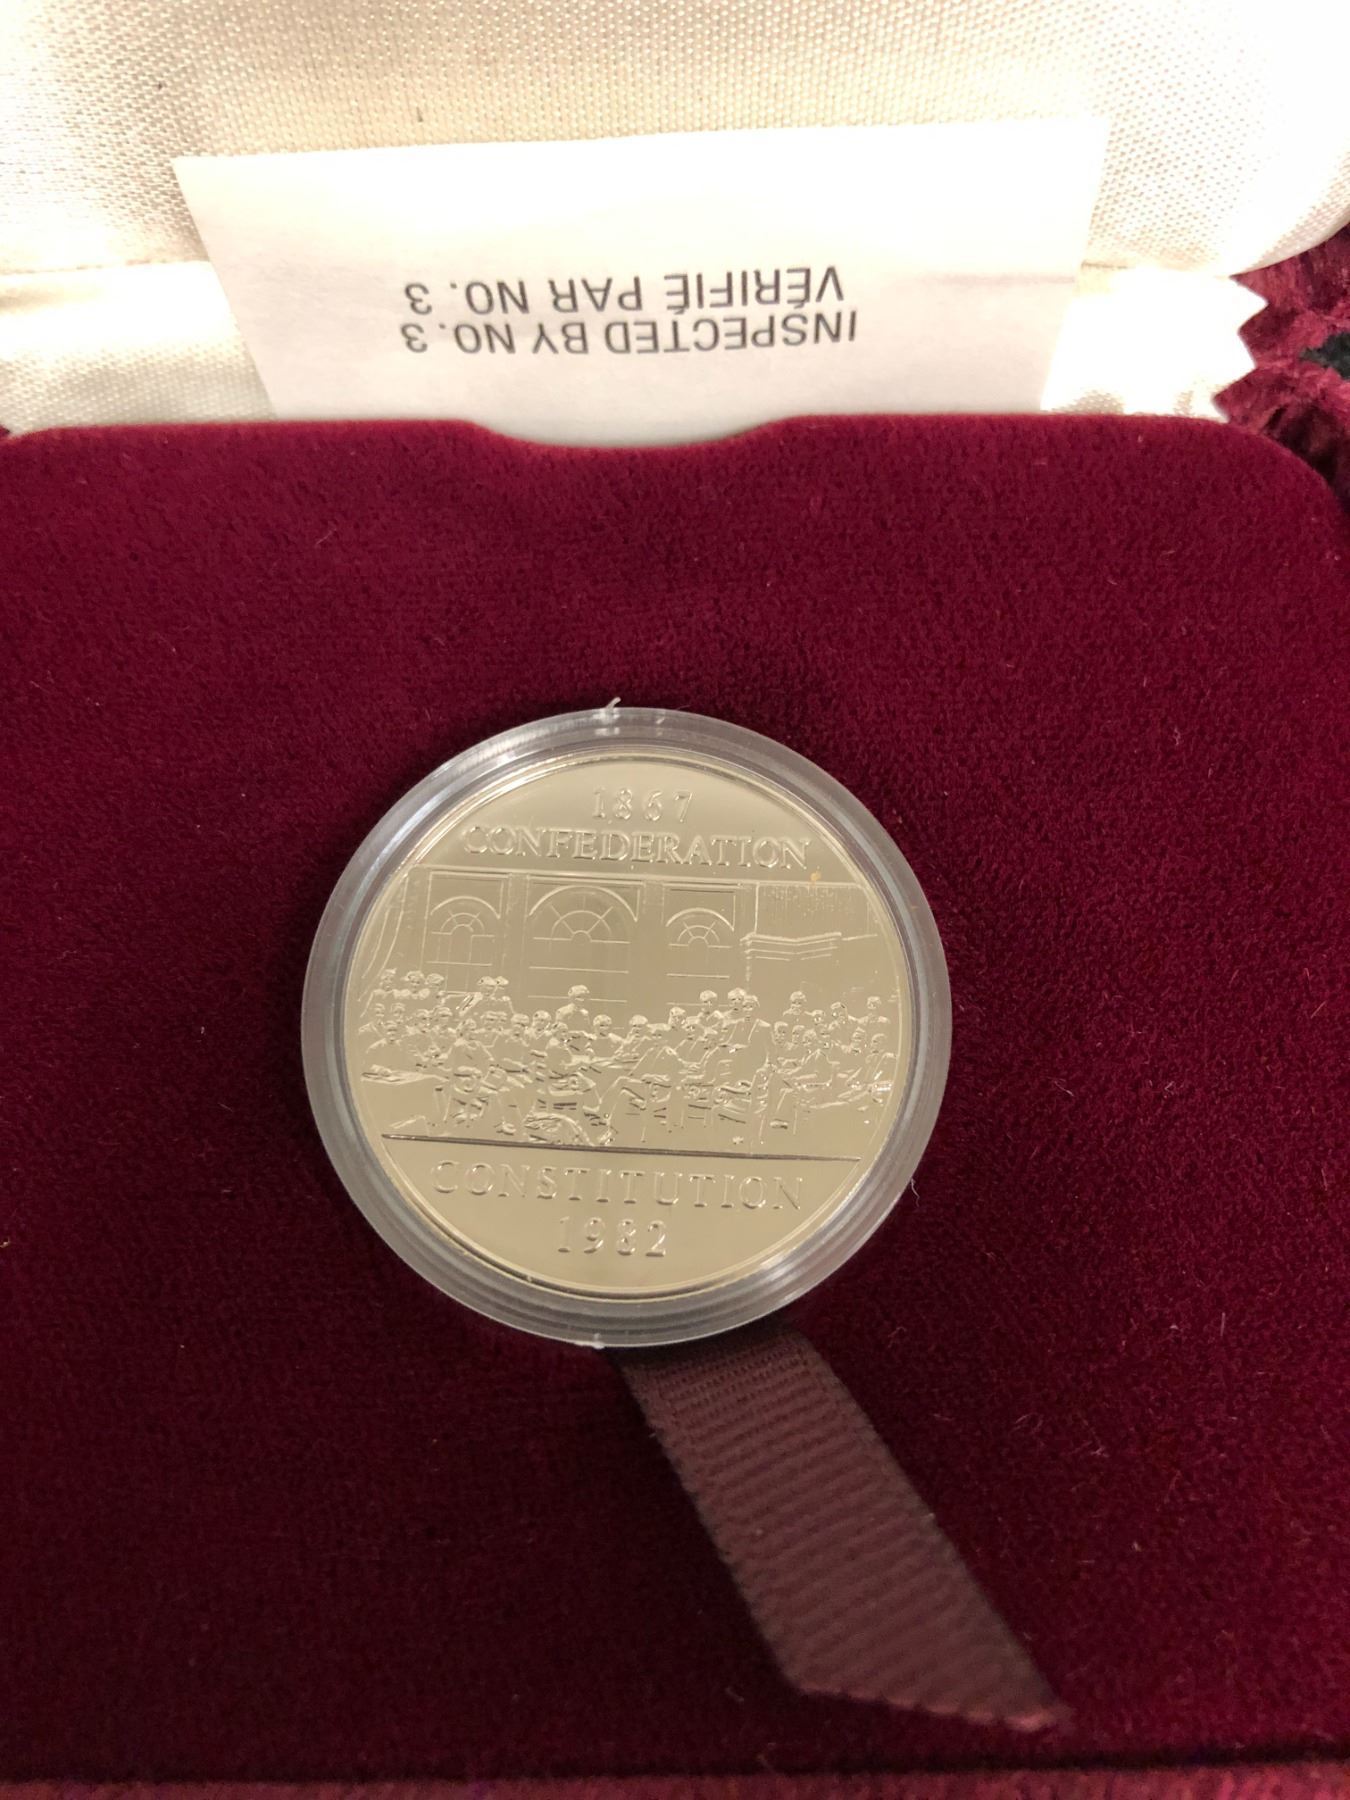 INSPECTED BY NO. 3
VÉRIFIÉ PAR NO. 3
1867
CONFEDERATION
CONSTITUTION
1982